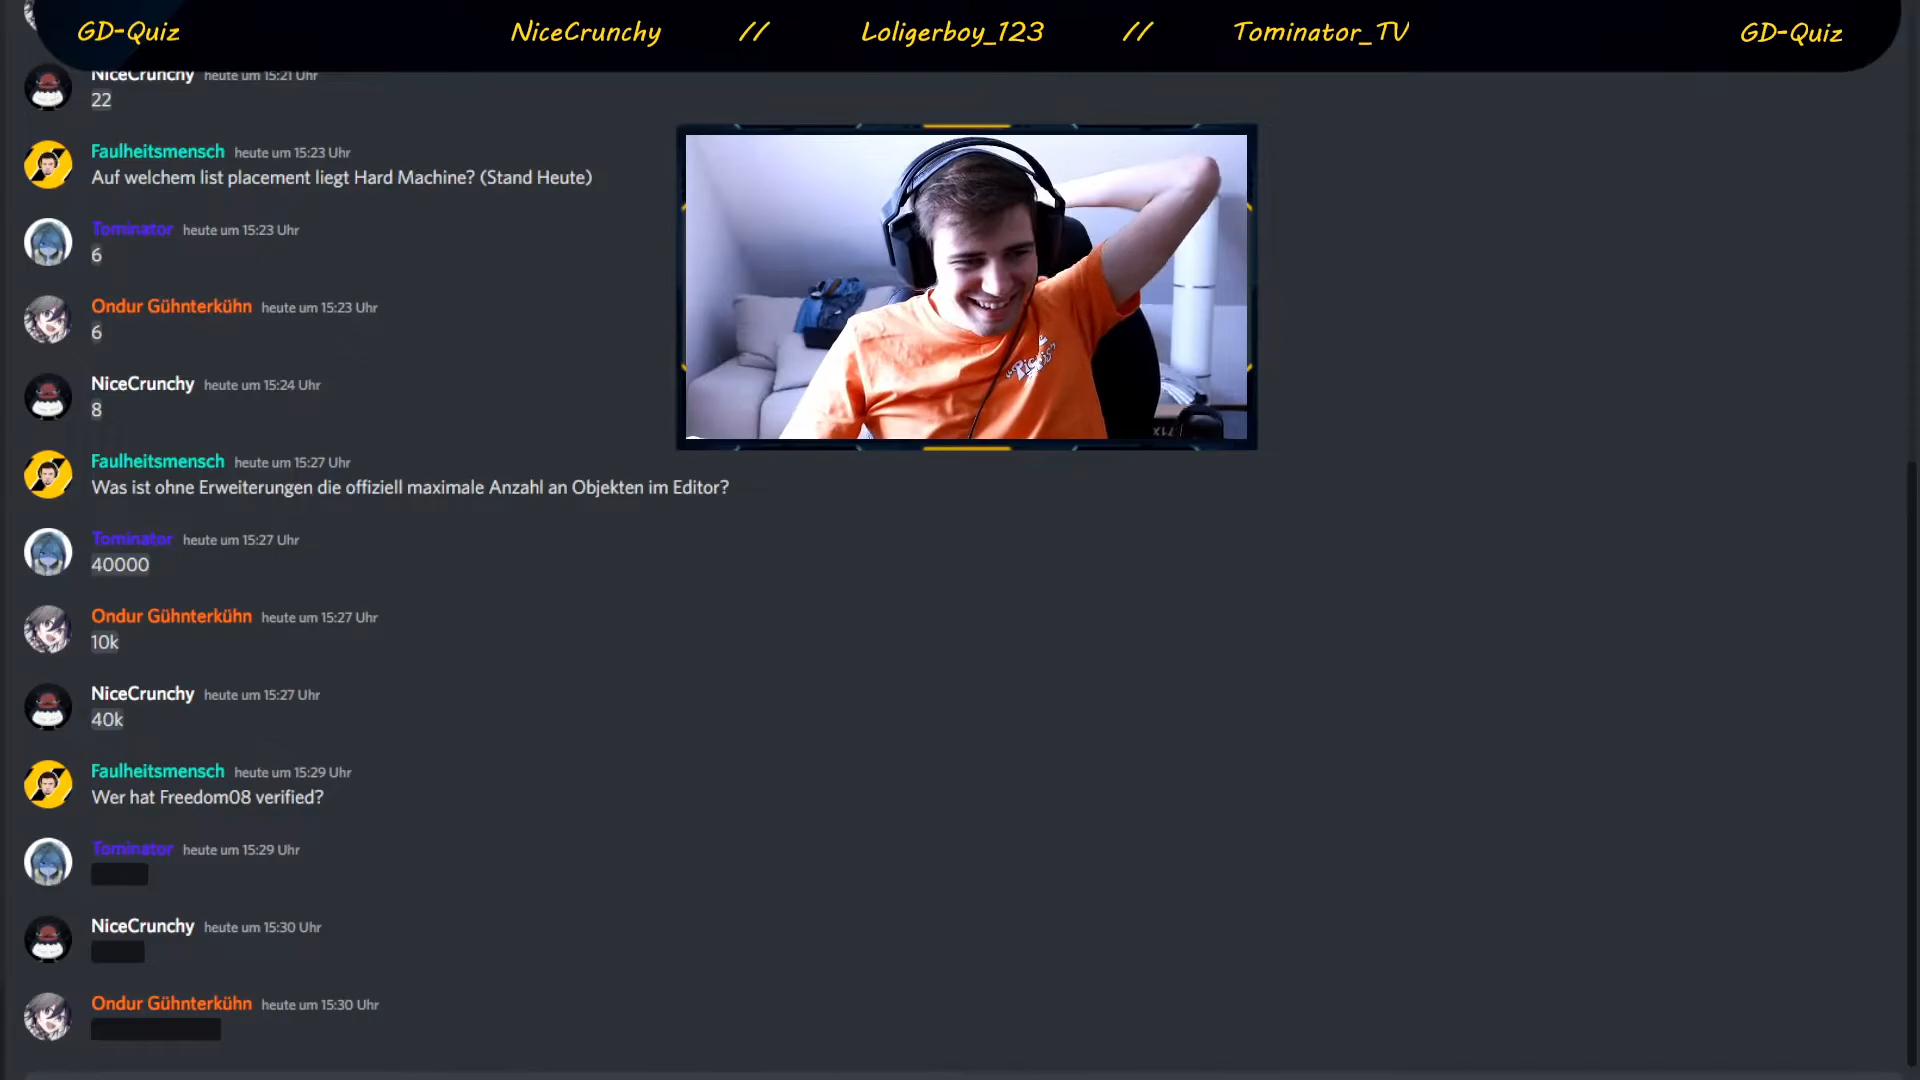 GD-Quiz NiceCrunchy // Loligerboy_123 // Tominator_TV GD-Quiz
NiceCrunchy heute um 15:21 Uhr
22
Faulheitsmensch heute um 15:23 Uhr
Auf welchem list placement liegt Hard Machine? (Stand Heute)
Tominator heute um 15:23 Uhr
6
Ondur Gühnterkühn heute um 15:23 Uhr
6
NiceCrunchy heute um 15:24 Uhr
8
Faulheitsmensch heute um 15:27 Uhr
Was ist ohne Erweiterungen die offiziell maximale Anzahl an Objekten im Editor?
Tominator heute um 15:27 Uhr
40000
Ondur Gühnterkühn heute um 15:27 Uhr
10k
NiceCrunchy heute um 15:27 Uhr
40k
Faulheitsmensch heute um 15:29 Uhr
Wer hat Freedom08 verified?
Tominator heute um 15:29 Uhr
NiceCrunchy heute um 15:30 Uhr
Ondur Gühnterkühn heute um 15:30 Uhr